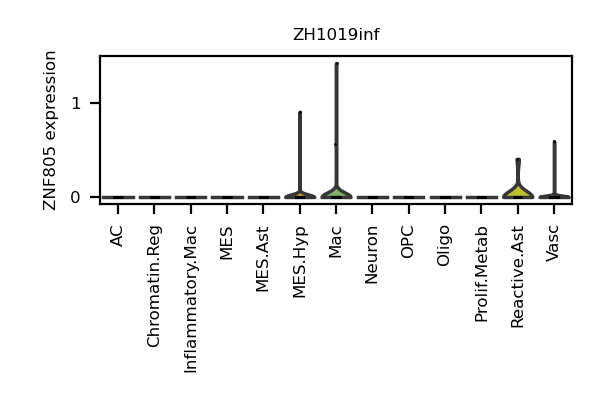 ZH1019inf
ZNF805 expression
1
0
AC
Chromatin.Reg
Inflammatory.Mac
MES
MES.Ast
MES.Hyp
Mac
Neuron
OPC
Oligo
Prolif.Metab
Reactive.Ast
Vasc